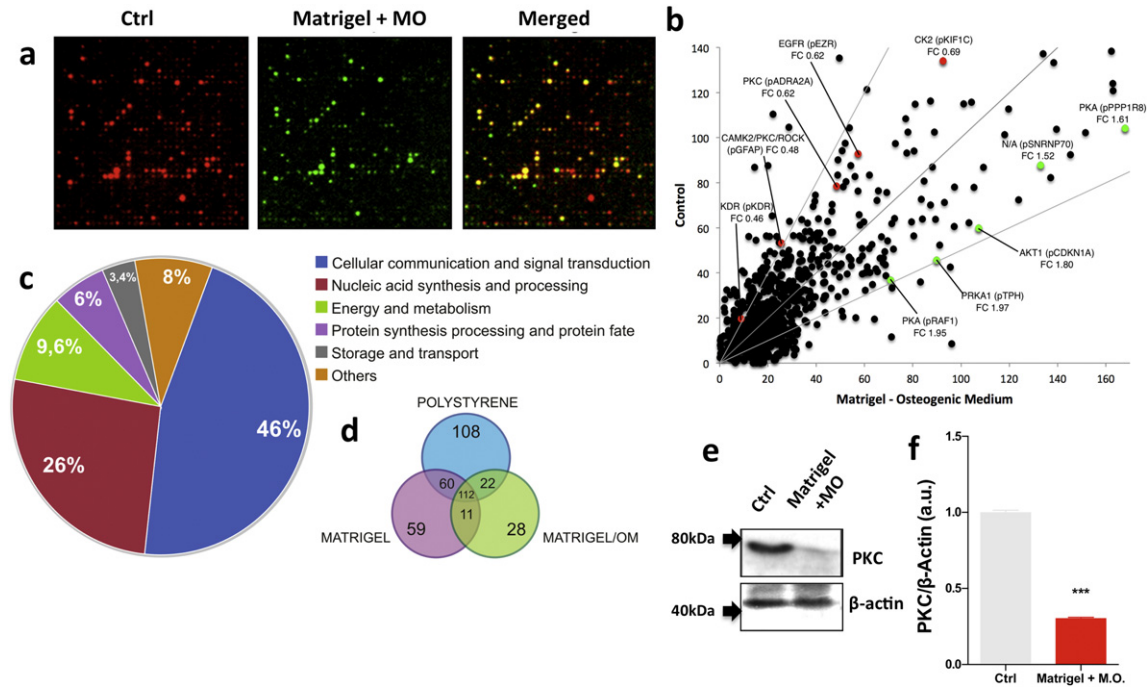 Ctrl
Matrigel + MO
Merged
a
b
Control
140
120
100
80
60
40
20
0
0
20
40
60
80
100
120
140
160
Matrigel - Osteogenic Medium
EGFR (pEZR)
FC 0.62
CK2 (pKIF1C)
FC 0.69
PKC (pADRA2A)
FC 0.62
PKA (pPPP1R8)
FC 1.61
CAMK2/PKC/ROCK
(pGFAP) FC 0.48
N/A (pSNRNP70)
FC 1.52
KDR (pKDR)
FC 0.46
AKT1 (pCDKN1A)
FC 1.80
PRKA1 (pTPH)
FC 1.97
PKA (pRAF1)
FC 1.95
c
3,4%
8%
6%
9,6%
46%
26%
Cellular communication and signal transduction
Nucleic acid synthesis and processing
Energy and metabolism
Protein synthesis processing and protein fate
Storage and transport
Others
d
POLYSTYRENE
108
60
22
112
11
59
28
MATRIGEL
MATRIGEL/OM
e
Ctrl
Matrigel
+MO
80kDa
PKC
40kDa
β-actin
f
PKC/β-Actin (a.u.)
1.5
1.0
0.5
0.0
***
Ctrl
Matrigel + M.O.